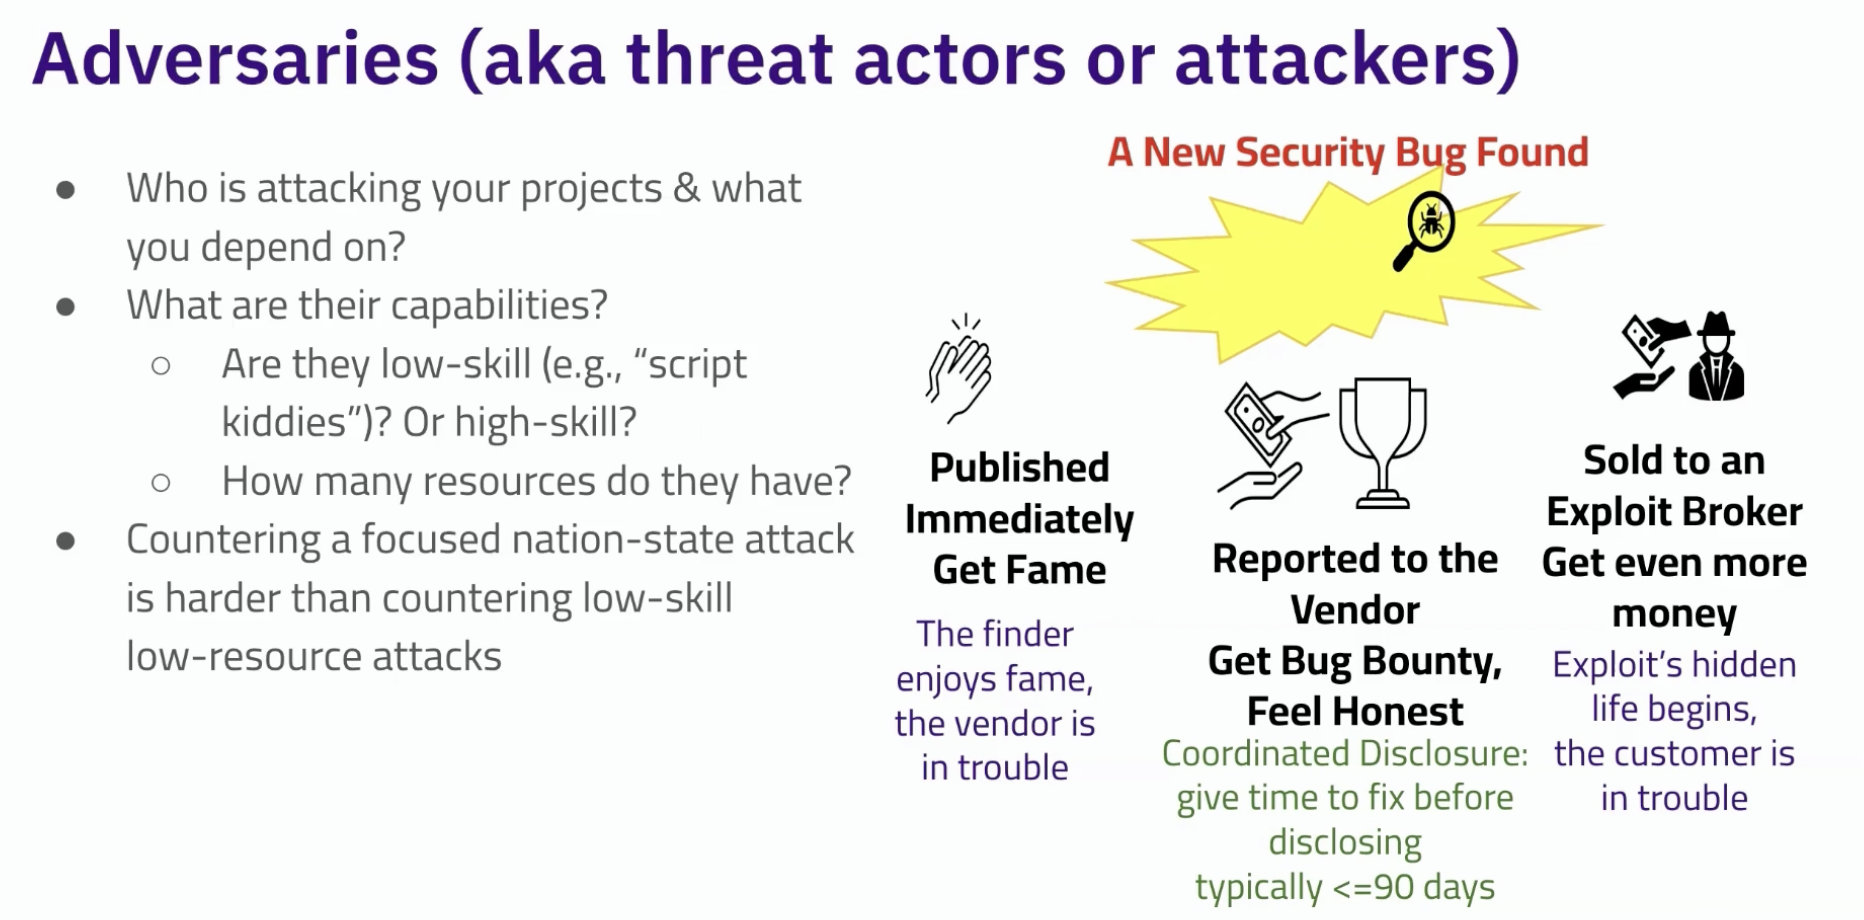 Adversaries (aka threat actors or attackers)
● Who is attacking your projects & what
you depend on?
● What are their capabilities?
○ Are they low-skill (e.g., “script
kiddies”)? Or high-skill?
○ How many resources do they have?
● Countering a focused nation-state attack
is harder than countering low-skill
low-resource attacks
A New Security Bug Found
Published
Immediately
Get Fame
The finder
enjoys fame,
the vendor is
in trouble
Reported to the
Vendor
Get Bug Bounty,
Feel Honest
Coordinated Disclosure:
give time to fix before
disclosing
typically <=90 days
Sold to an
Exploit Broker
Get even more
money
Exploit’s hidden
life begins,
the customer is
in trouble